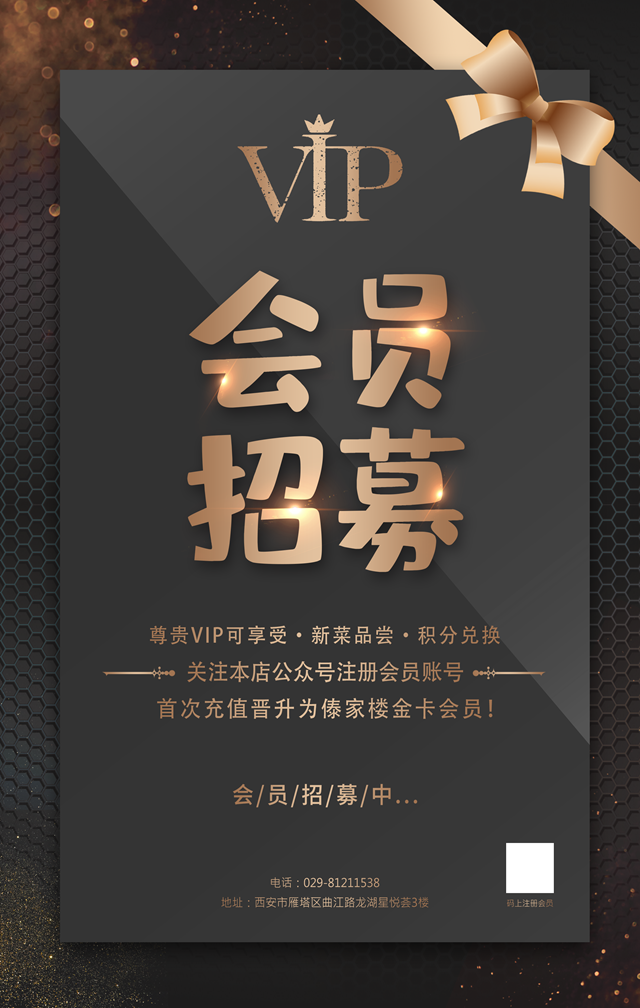 VIP
会员
招募
尊贵VIP可享受·新菜品尝·积分兑换
关注本店公众号注册会员账号
首次充值晋升为傣家楼金卡会员!
会/员/招/募/中...
电话：029-81211538
地址：西安市雁塔区曲江路龙湖星悦荟3楼
码上注册会员